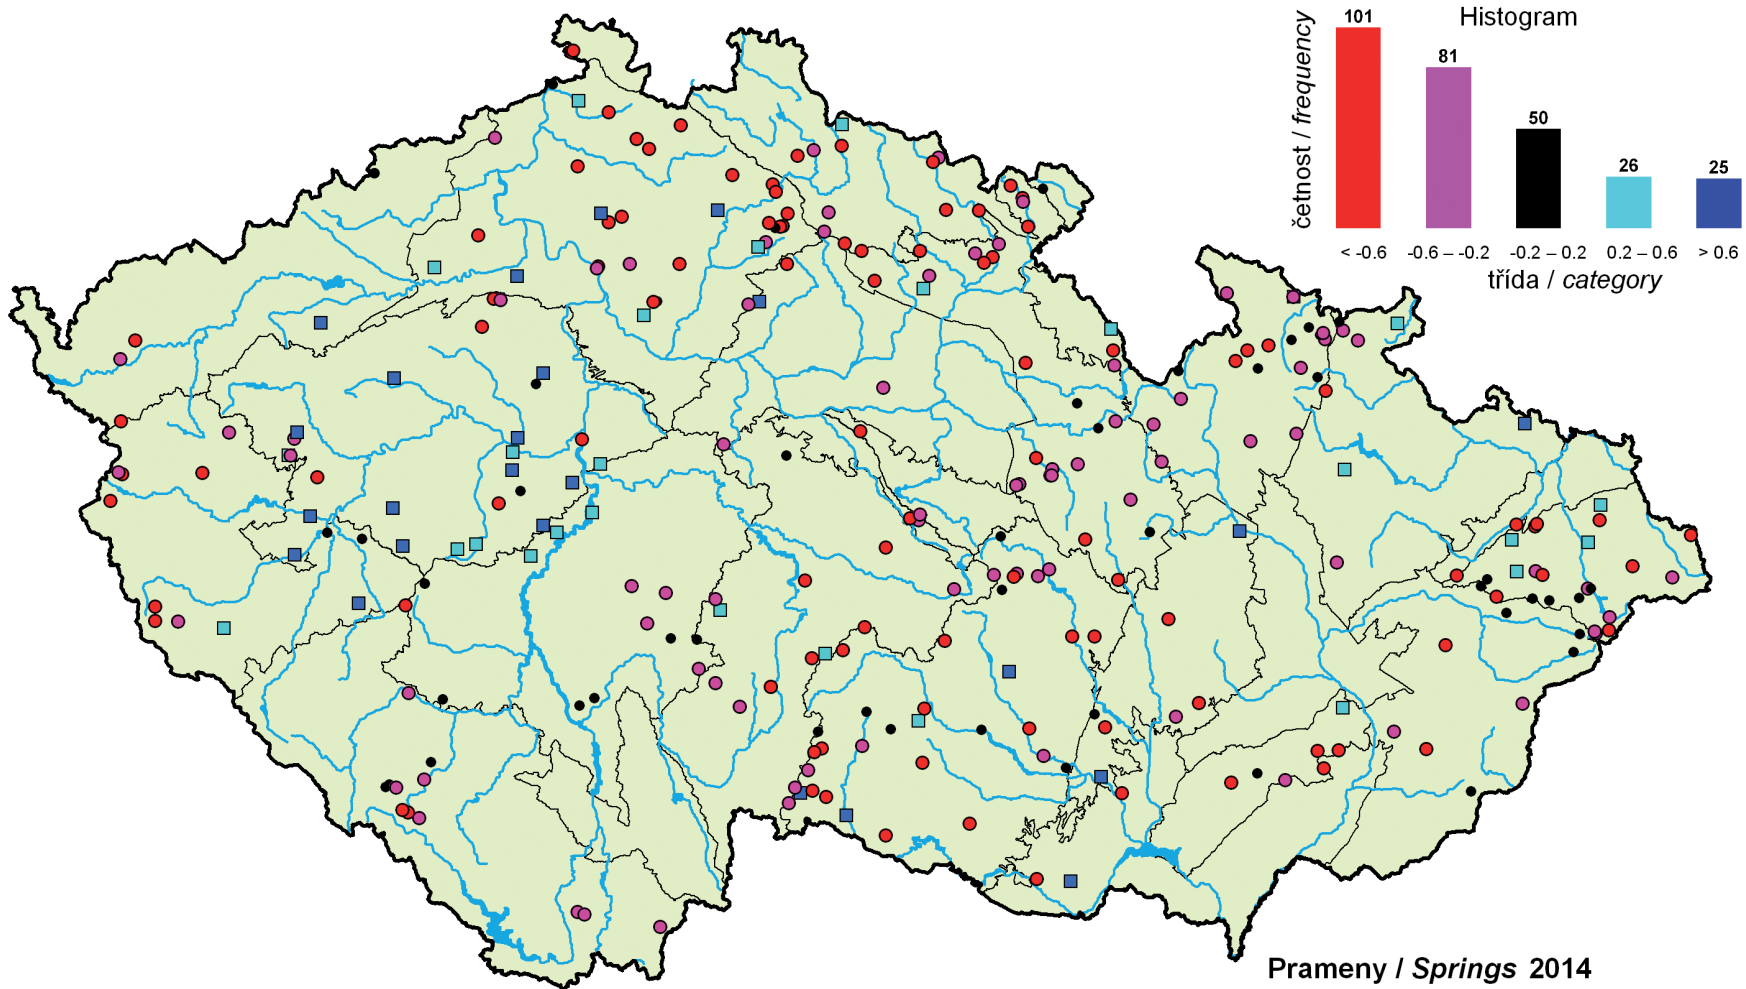 Histogram
101
81
50
26
25
četnost / frequency
< -0.6
-0.6 – -0.2
-0.2 – 0.2
0.2 – 0.6
> 0.6
třída / category
Prameny / Springs 2014